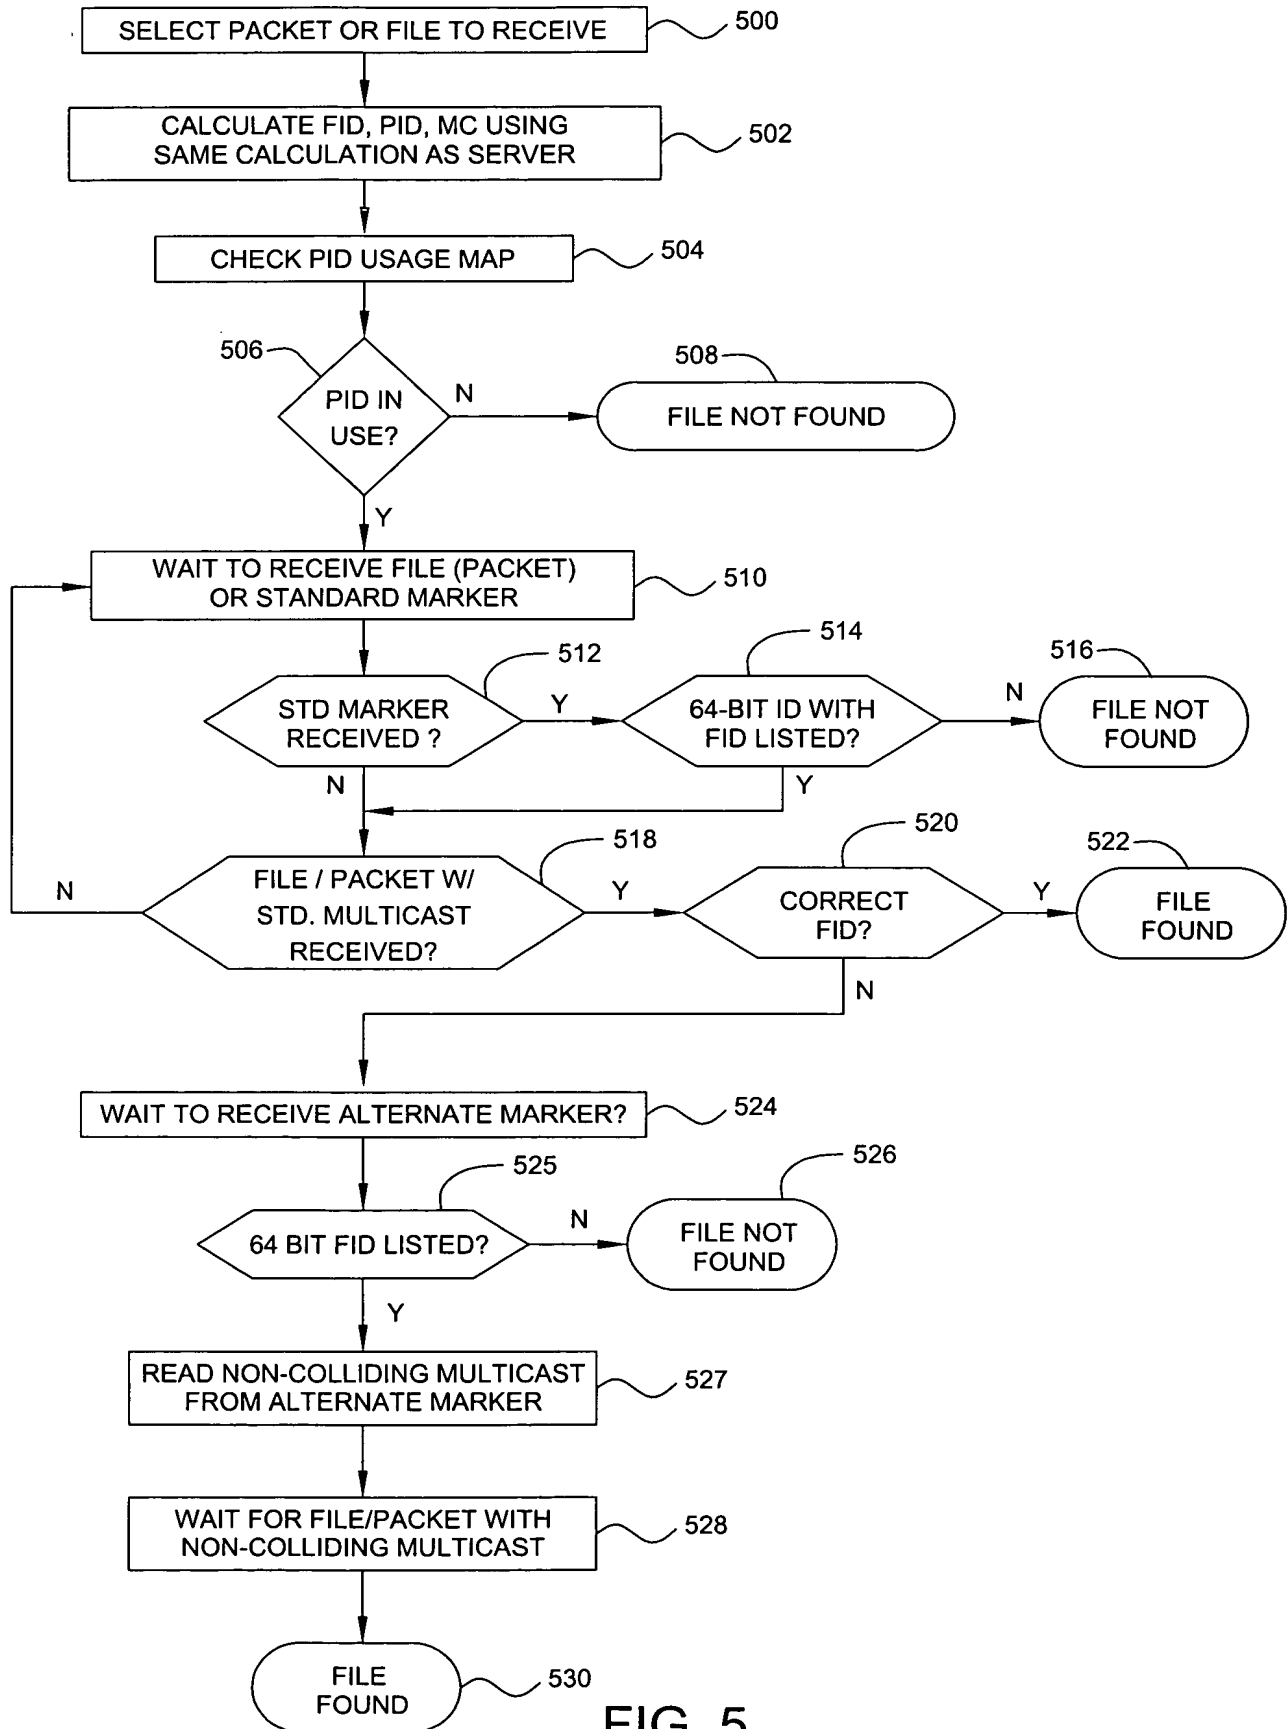 SELECT PACKET OR FILE TO RECEIVE
500
CALCULATE FID, PID, MC USING
SAME CALCULATION AS SERVER
502
CHECK PID USAGE MAP
504
506
PID IN
USE?
N
508
FILE NOT FOUND
Y
WAIT TO RECEIVE FILE (PACKET)
OR STANDARD MARKER
510
STD MARKER
RECEIVED ?
512
Y
64-BIT ID WITH
FID LISTED?
514
N
516
FILE NOT
FOUND
N
Y
N
FILE / PACKET W/
STD. MULTICAST
RECEIVED?
518
Y
CORRECT
FID?
520
Y
522
FILE
FOUND
N
WAIT TO RECEIVE ALTERNATE MARKER?
524
64 BIT FID LISTED?
525
N
526
FILE NOT
FOUND
Y
READ NON-COLLIDING MULTICAST
FROM ALTERNATE MARKER
527
WAIT FOR FILE/PACKET WITH
NON-COLLIDING MULTICAST
528
FILE
FOUND
530
FIG. 5